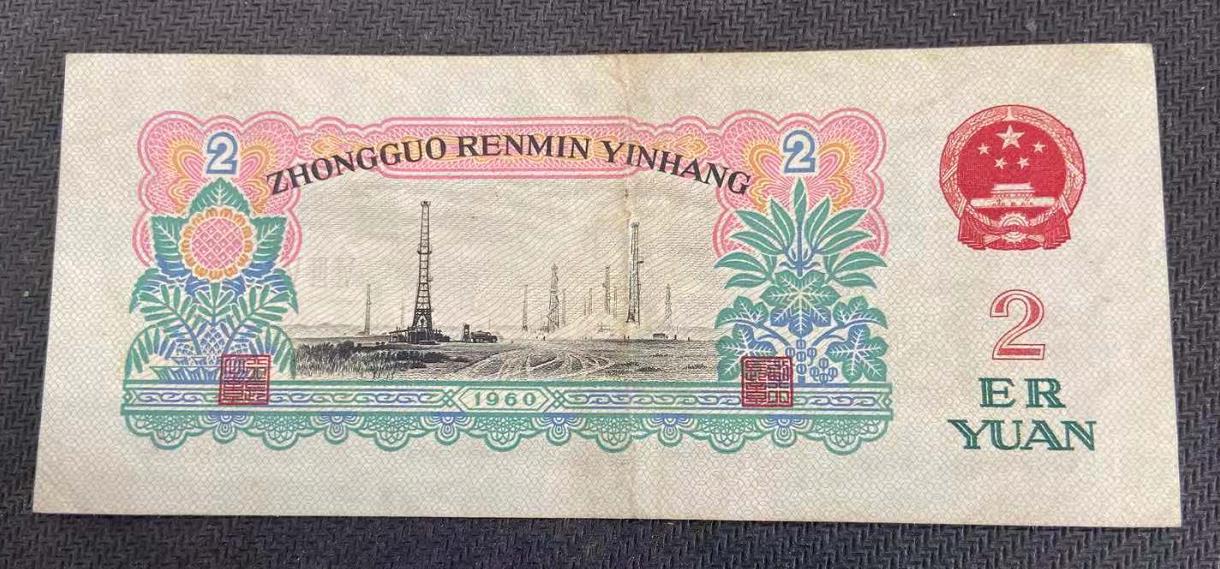 2 2
ZHONGGUO RENMIN YINHANG
2
ER
YUAN
1960